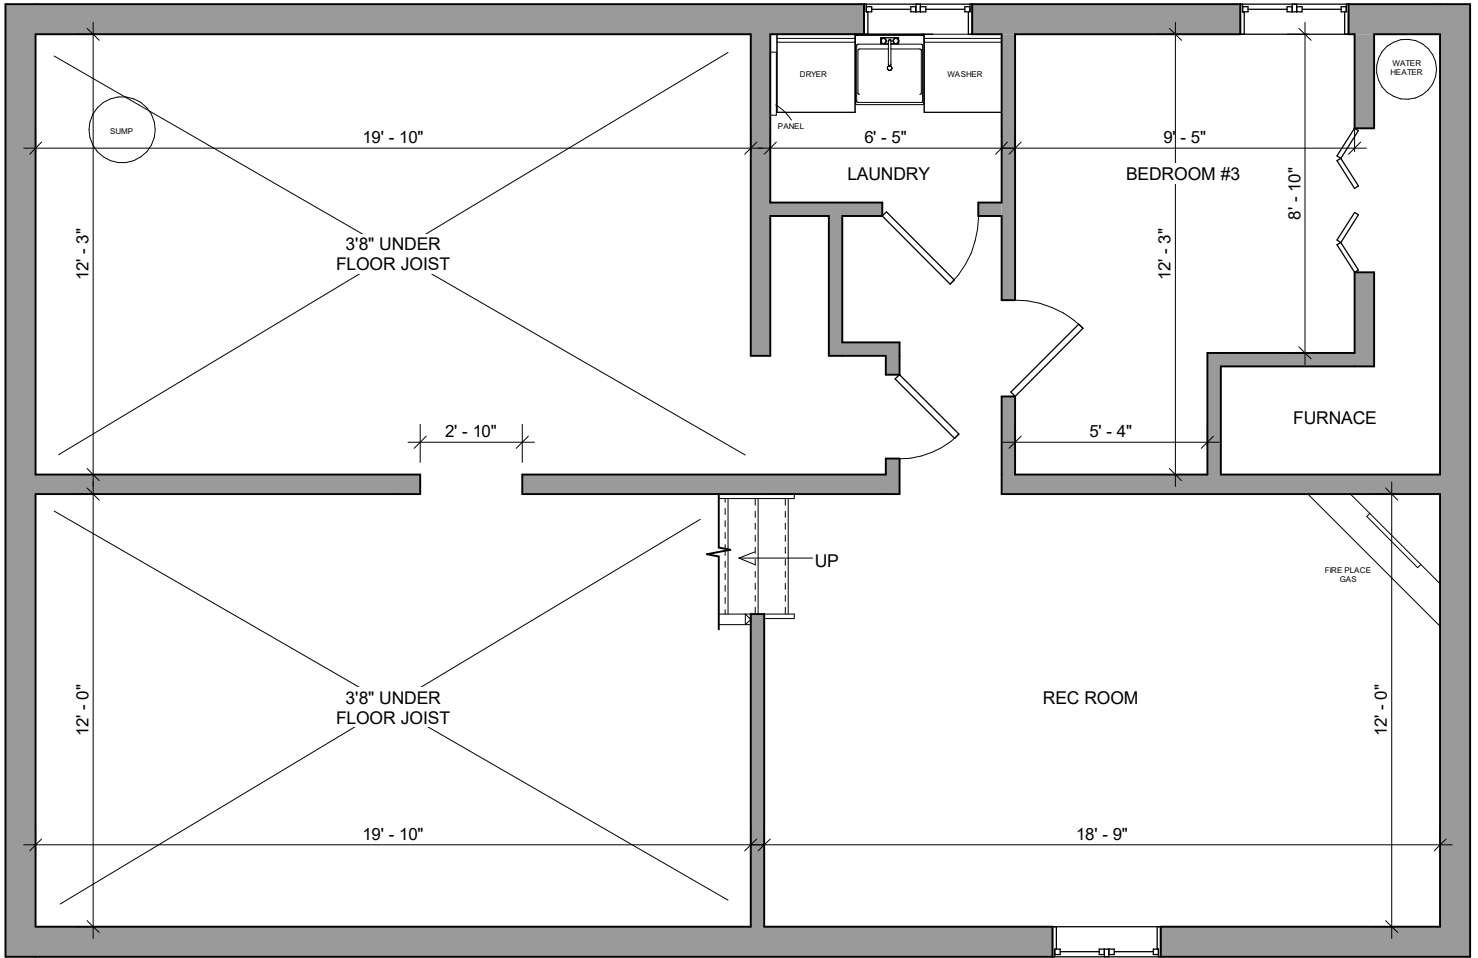 WATER
HEATER
DRYER
WASHER
SUMP
PANEL
19' - 10"
6' - 5"
9' - 5"
LAUNDRY
BEDROOM #3
8' - 10"
12' - 3"
3'8" UNDER
FLOOR JOIST
12' - 3"
FURNACE
2' - 10"
5' - 4"
UP
FIRE PLACE
GAS
12' - 0"
3'8" UNDER
FLOOR JOIST
REC ROOM
12' - 0"
19' - 10"
18' - 9"